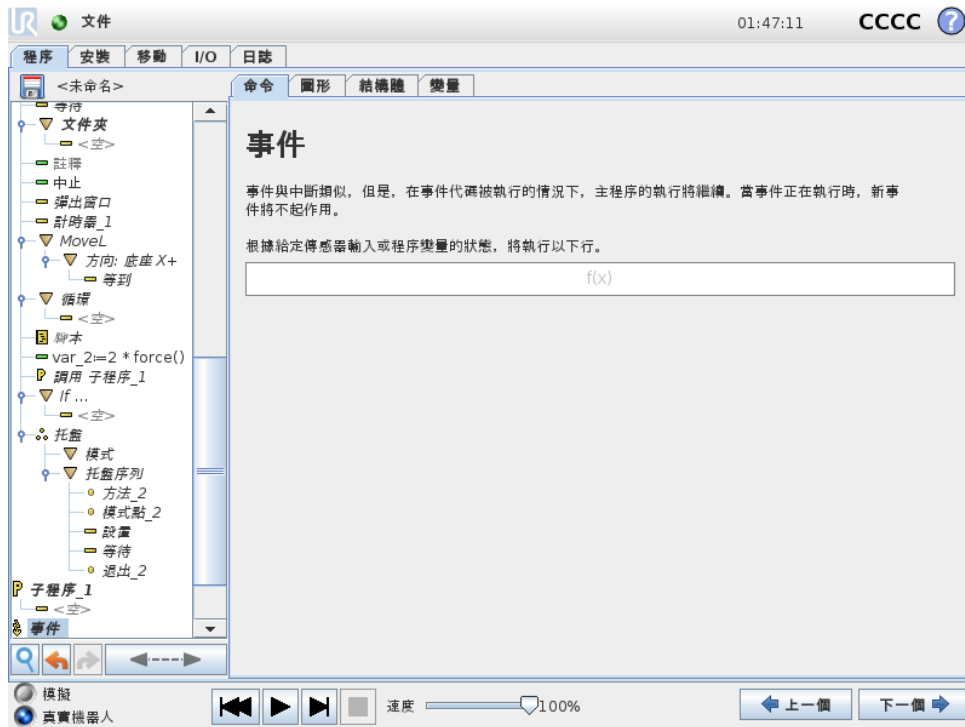 UR 文件 01:47:11 CCCC ?
程序 安裝 移動 I/O 日誌
<未命名>
命令 圖形 結構體 變量
等待
文件夾
<空>
註釋
中止
彈出窗口
計時器_1
MoveL
方向: 底座 X+
等到
循環
<空>
腳本
var_2:=2 * force()
調用 子程序_1
If ...
<空>
托盤
模式
托盤序列
方法_2
模式點_2
設置
等待
退出_2
子程序_1
<空>
事件
事件
事件與中斷類似，但是，在事件代碼被執行的情況下，主程序的執行將繼續。當事件正在執行時，新事
件將不起作用。
根據給定傳感器輸入或程序變量的狀態，將執行以下行。
f(x)
模擬
真實機器人
速度 100%
上一個 下一個